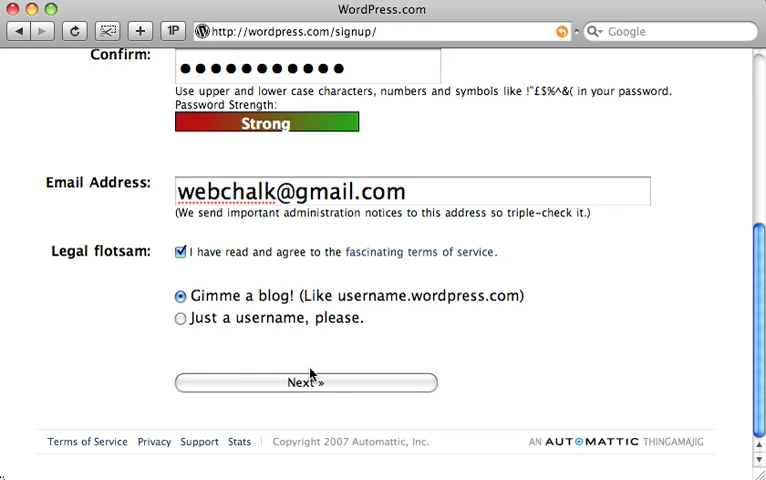 WordPress.com
1P
http://wordpress.com/signup/
Google
Confirm:
Use upper and lower case characters, numbers and symbols like !"£$%^&( in your password.
Password Strength:
Strong
Email Address:
webchalk@gmail.com
(We send important administration notices to this address so triple-check it.)
Legal flotsam:
I have read and agree to the fascinating terms of service.
Gimme a blog! (Like username.wordpress.com)
Just a username, please.
Next »
Terms of Service Privacy Support Stats Copyright 2007 Automattic, Inc. AN AUTOMATTIC THINGAMAJIG